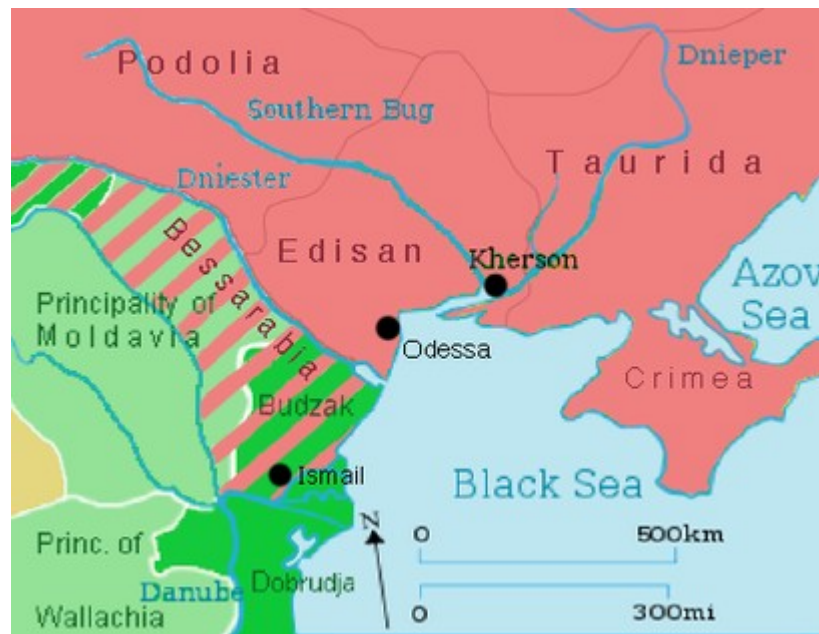 Podolia
Dnieper
Southern Bug
Taurida
Dniester
Bessarabia
Edisan
Kherson
Azov
Sea
Principality of
Moldavia
Odessa
Crimea
Budzak
Ismail
Black Sea
N
0
500km
Princ. of
Danube
Dobrudja
Wallachia
0
300mi